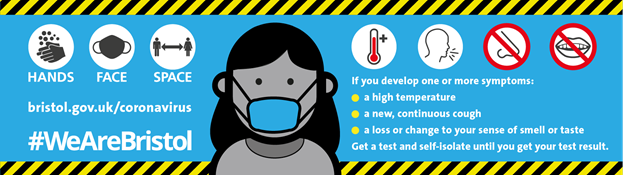 HANDS FACE SPACE
bristol.gov.uk/coronavirus
#WeAreBristol
+
If you develop one or more symptoms:
a high temperature
a new, continuous cough
a loss or change to your sense of smell or taste
Get a test and self-isolate until you get your test result.